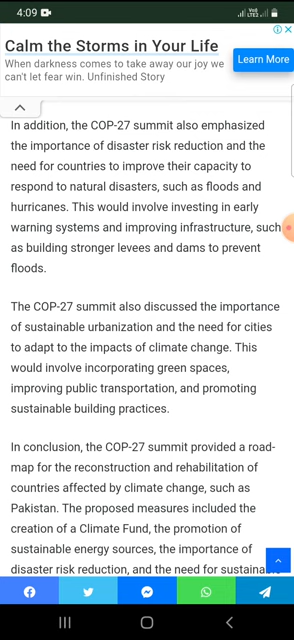 4:09
Calm the Storms in Your Life
When darkness comes to take away our joy we
can't let fear win. Unfinished Story
Learn More
In addition, the COP-27 summit also emphasized
the importance of disaster risk reduction and the
need for countries to improve their capacity to
respond to natural disasters, such as floods and
hurricanes. This would involve investing in early
warning systems and improving infrastructure, such
as building stronger levees and dams to prevent
floods.
The COP-27 summit also discussed the importance
of sustainable urbanization and the need for cities
to adapt to the impacts of climate change. This
would involve incorporating green spaces,
improving public transportation, and promoting
sustainable building practices.
In conclusion, the COP-27 summit provided a road-
map for the reconstruction and rehabilitation of
countries affected by climate change, such as
Pakistan. The proposed measures included the
creation of a Climate Fund, the promotion of
sustainable energy sources, the importance of
disaster risk reduction, and the need for sustainable